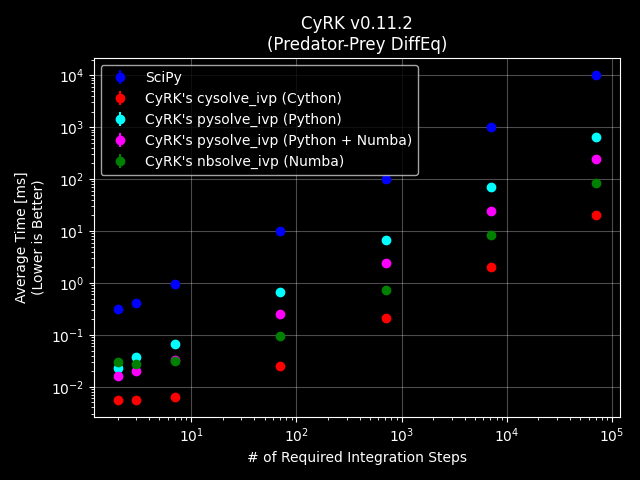 CyRK v0.11.2
(Predator-Prey DiffEq)
SciPy
CyRK's cysolve_ivp (Cython)
CyRK's pysolve_ivp (Python)
CyRK's pysolve_ivp (Python + Numba)
CyRK's nbsolve_ivp (Numba)
Average Time [ms]
(Lower is Better)
10⁴
10³
10²
10¹
10⁰
10⁻¹
10⁻²
10¹ 10² 10³ 10⁴ 10⁵
# of Required Integration Steps